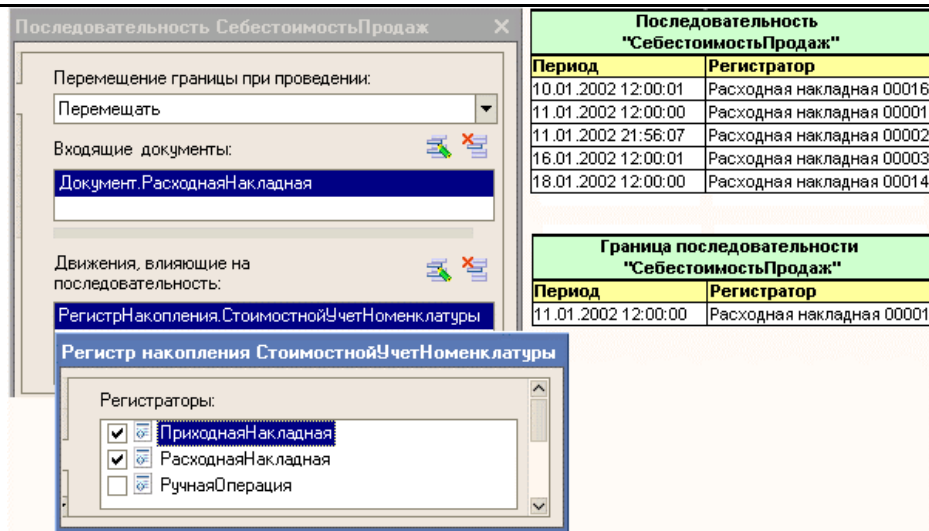 Последовательность СебестоимостьПродаж
Перемещение границы при проведении:
Перемещать
Входящие документы:
Документ.РасходнаяНакладная
Движения, влияющие на
последовательность:
РегистрНакопления.СтоимостнойУчетНоменклатуры
Регистр накопления СтоимостнойУчетНоменклатуры
Регистраторы:
ПриходнаяНакладная
РасходнаяНакладная
РучнаяОперация
Последовательность
"СебестоимостьПродаж"
Период Регистратор
10.01.2002 12:00:01 Расходная накладная 00016
11.01.2002 12:00:00 Расходная накладная 00001
11.01.2002 21:56:07 Расходная накладная 00002
16.01.2002 12:00:01 Расходная накладная 00003
18.01.2002 12:00:00 Расходная накладная 00014
Граница последовательности
"СебестоимостьПродаж"
Период Регистратор
11.01.2002 12:00:00 Расходная накладная 00001